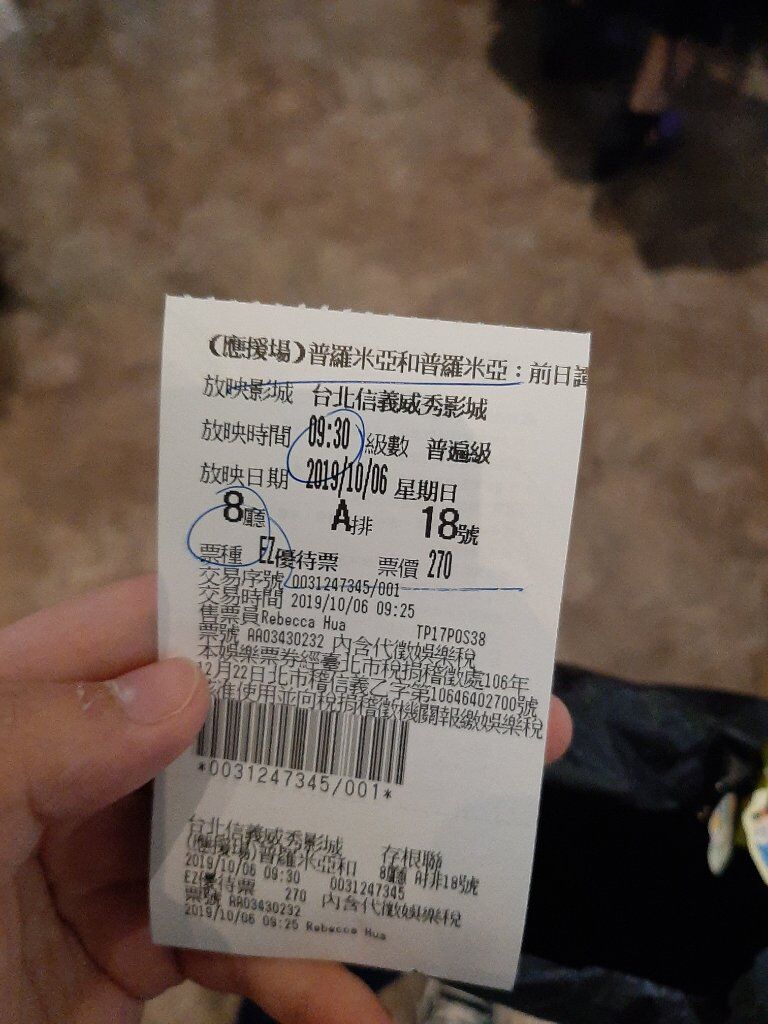 (應援場)普羅米亞和普羅米亞：前日譚
放映影城 台北信義威秀影城
放映時間 09:30 級數 普遍級
放映日期 2019/10/06 星期日
8廳 A排 18號
票種 EZ優待票 票價 270
交易序號 0031247345/001
交易時間 2019/10/06 09:25
售票員Rebecca Hua TP17POS38
票號 AA03430232 內含代徵娛樂稅
本娛樂票券經臺北市稅捐稽徵處106年
12月22日北市稽信義乙字第10646402700號
核准使用並向稅捐稽徵機關報繳娛樂稅
*0031247345/001*
台北信義威秀影城 存根聯
(應援場)普羅米亞和 8廳 A排18號
2019/10/06 09:30 0031247345
EZ優待票 270 內含代徵娛樂稅
票號 AA03430232
2019/10/06 09:25 Rebecca Hua